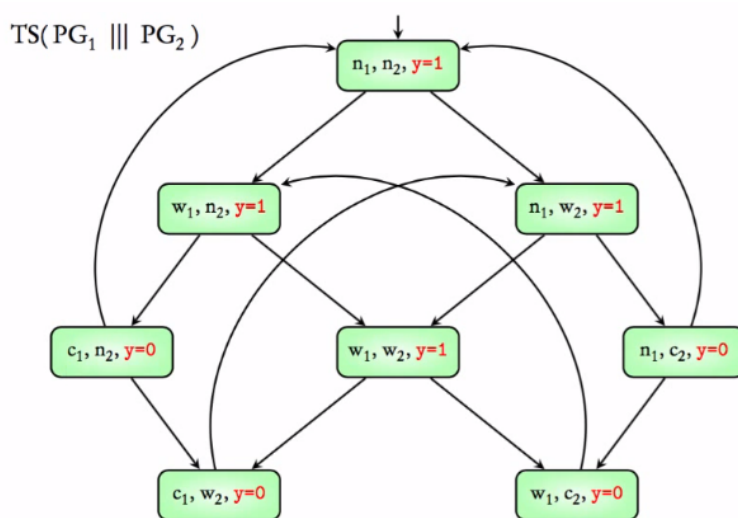 TS( PG₁ ||| PG₂ )
n₁, n₂, y=1
w₁, n₂, y=1
n₁, w₂, y=1
c₁, n₂, y=0
w₁, w₂, y=1
n₁, c₂, y=0
c₁, w₂, y=0
w₁, c₂, y=0